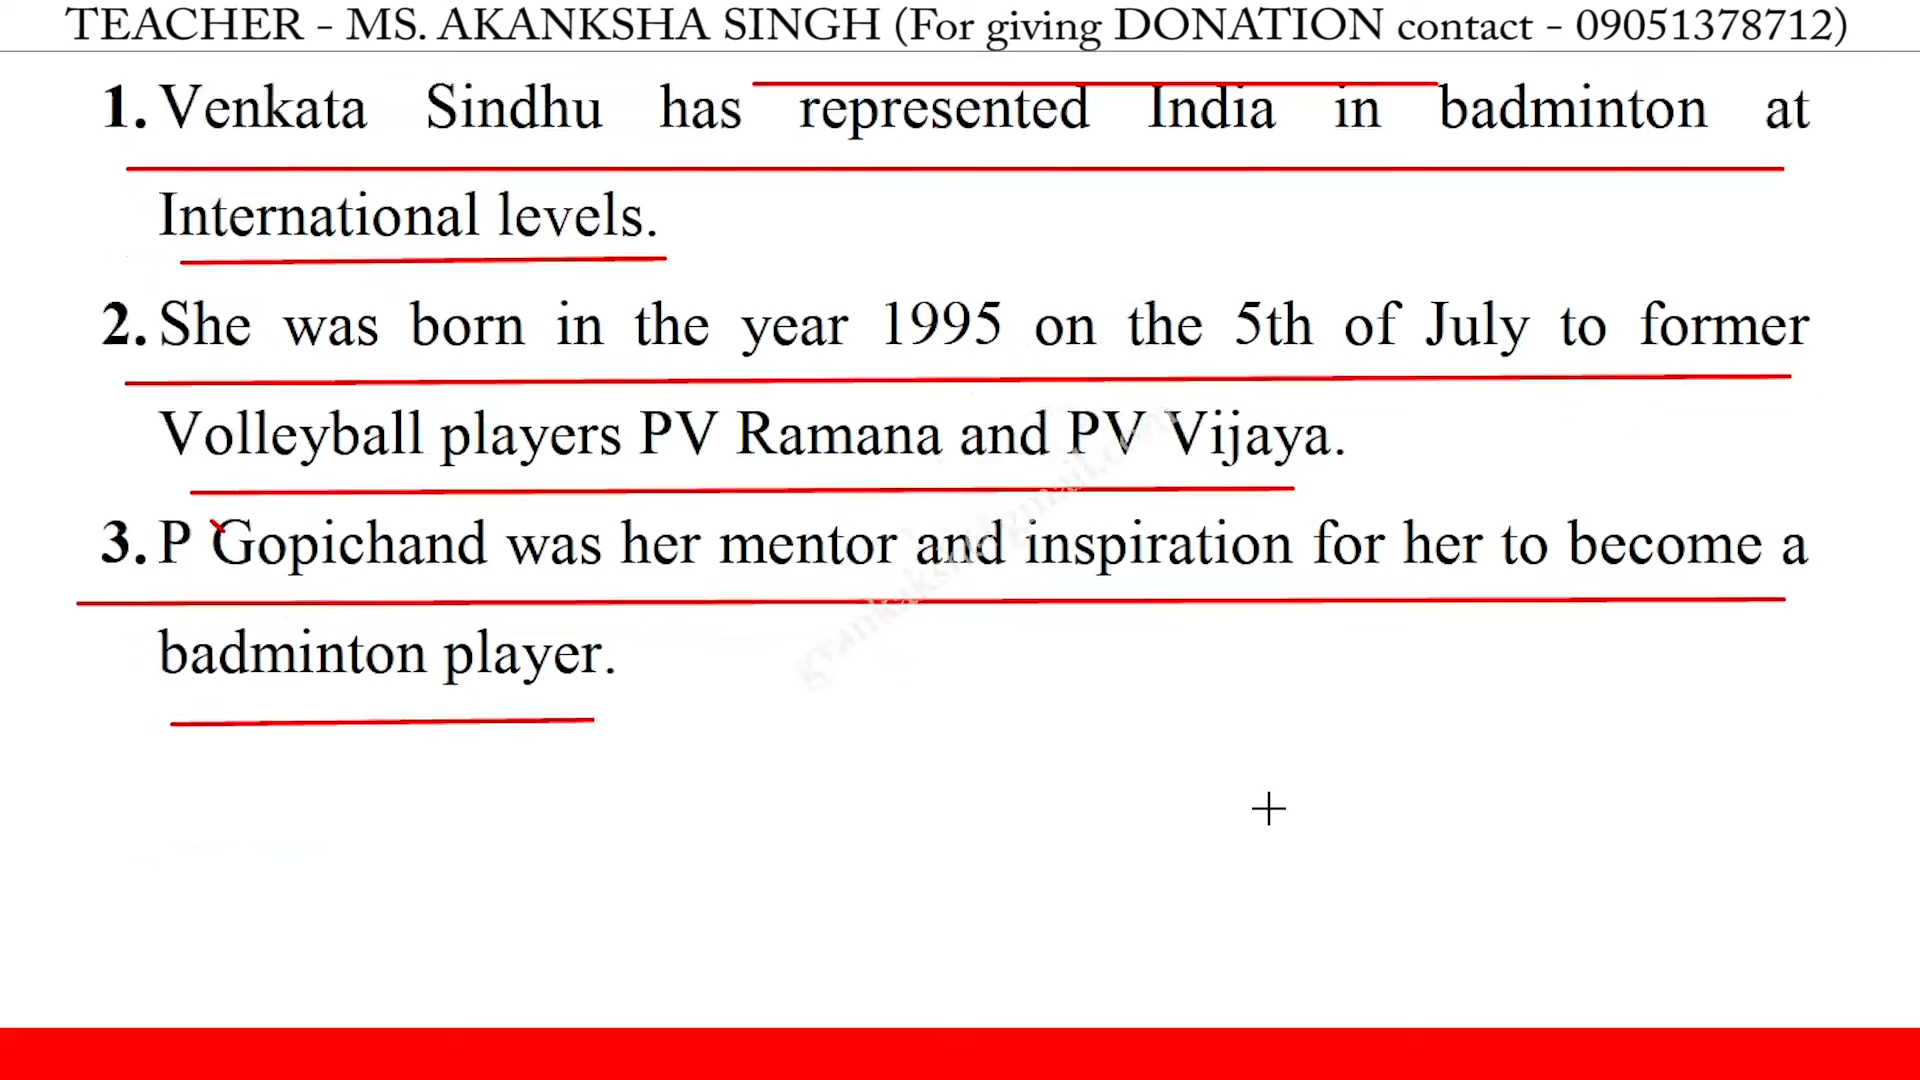 TEACHER - MS. AKANKSHA SINGH (For giving DONATION contact - 09051378712)
1. Venkata Sindhu has represented India in badminton at
International levels.
2. She was born in the year 1995 on the 5th of July to former
Volleyball players PV Ramana and PV Vijaya.
3. P Gopichand was her mentor and inspiration for her to become a
badminton player.